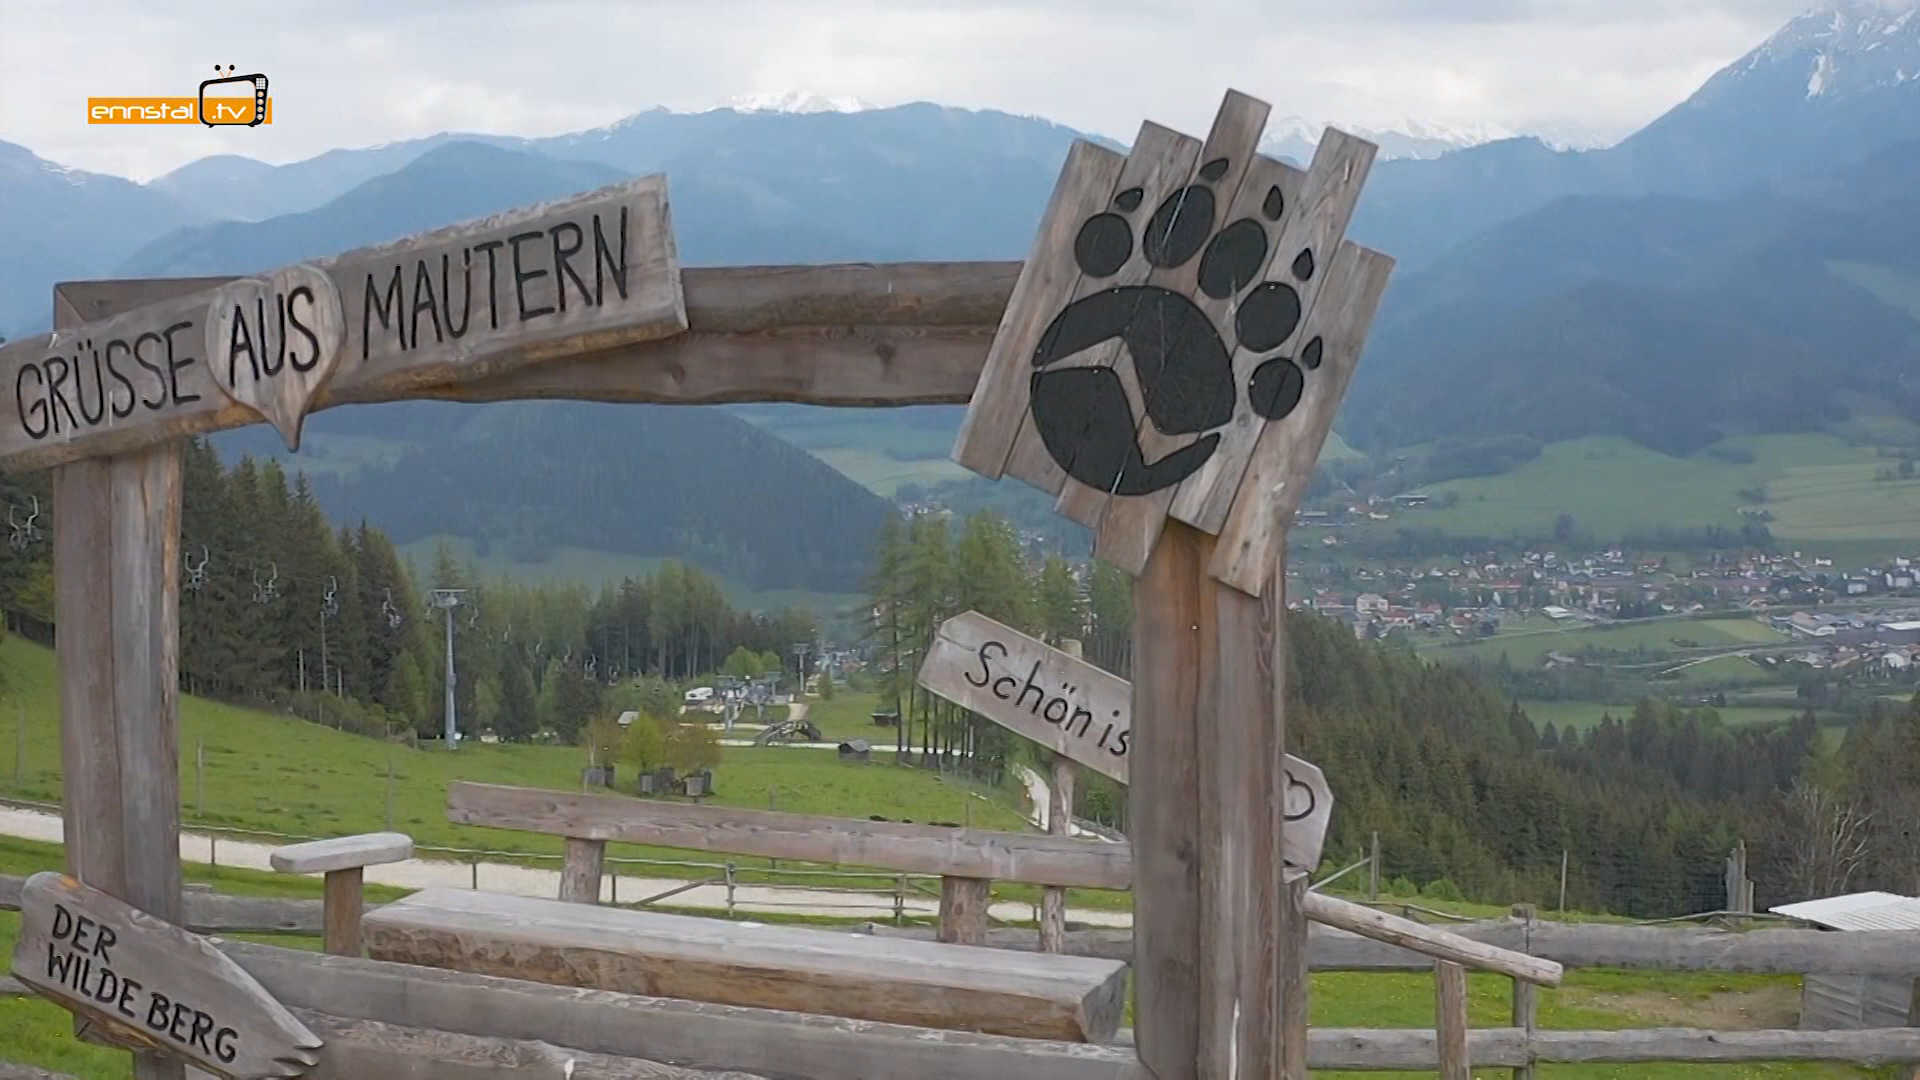 ennstal .tv
GRÜSSE AUS MAUTERN
Schön is
DER
WILDE BERG